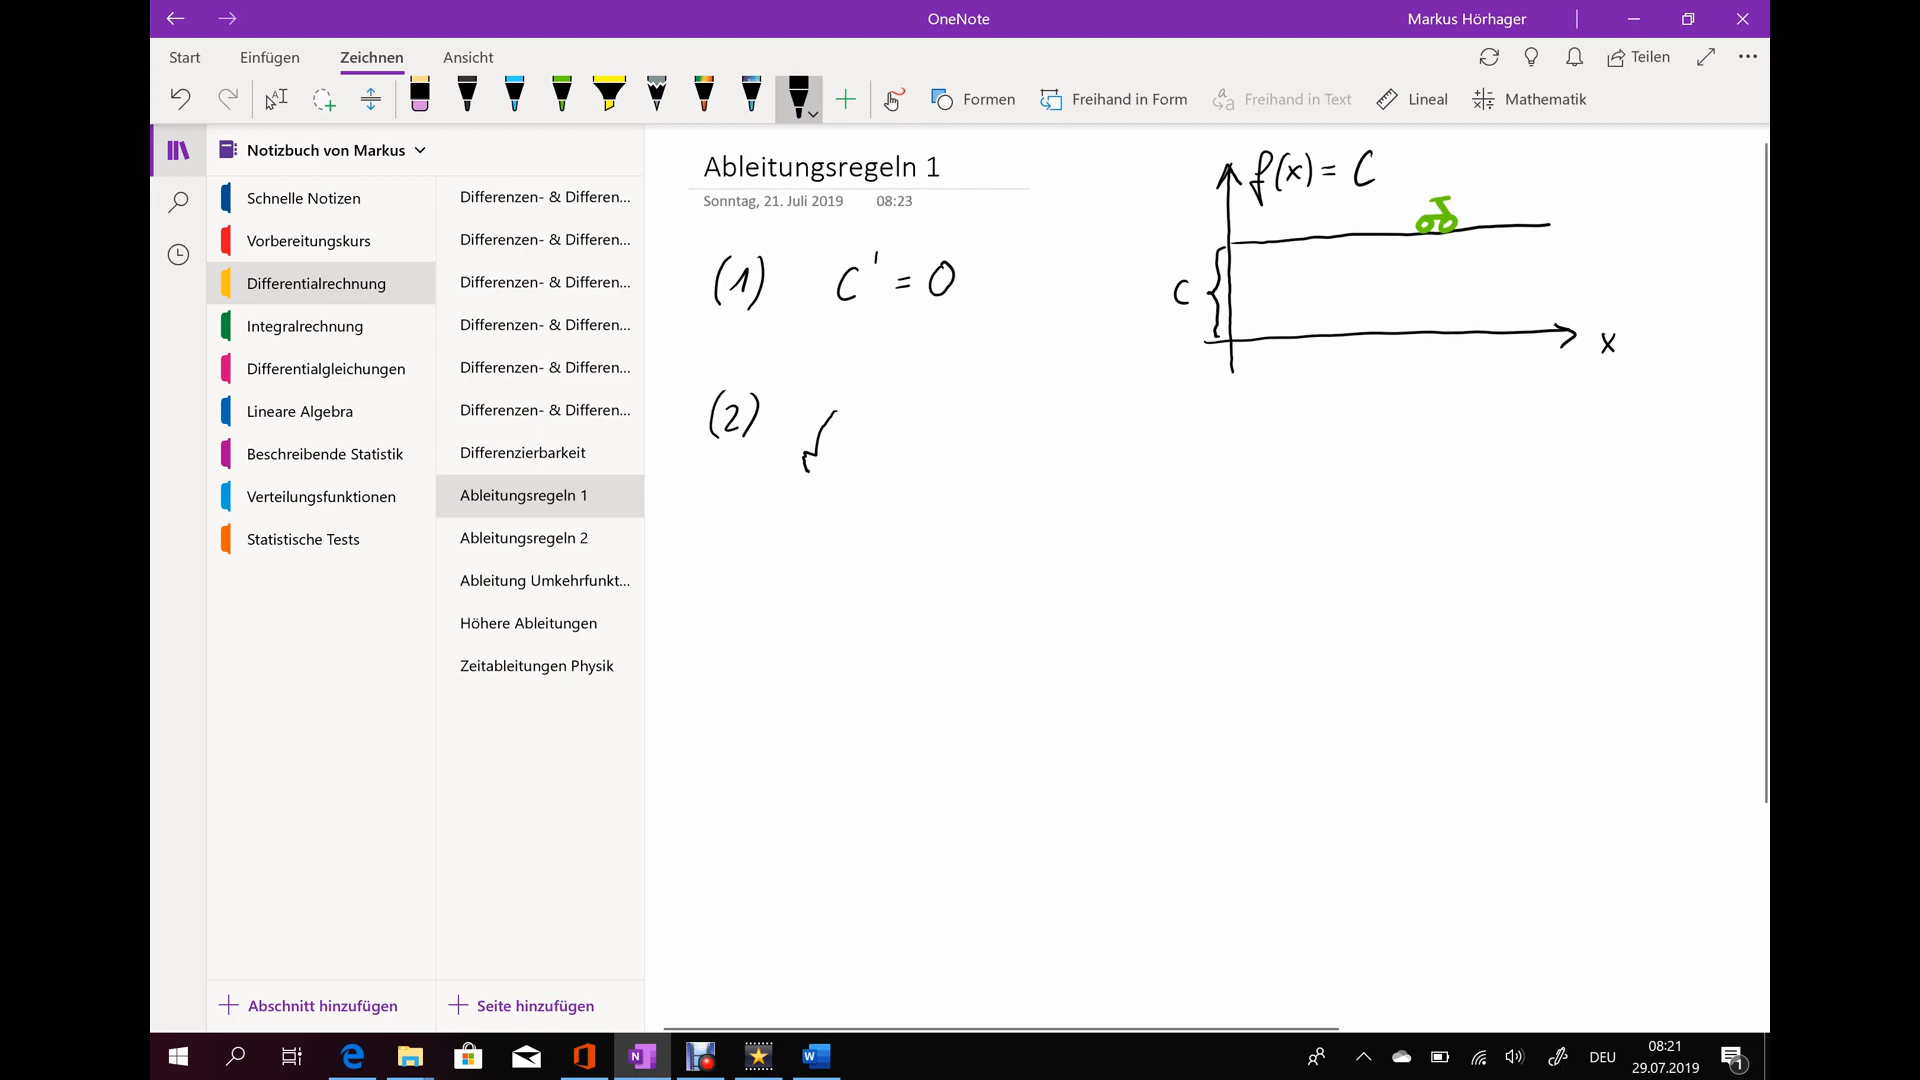 OneNote
Markus Hörhager
Start
Einfügen
Zeichnen
Ansicht
Teilen
Formen
Freihand in Form
Freihand in Text
Lineal
Mathematik
Notizbuch von Markus
Schnelle Notizen
Vorbereitungskurs
Differentialrechnung
Integralrechnung
Differentialgleichungen
Lineare Algebra
Beschreibende Statistik
Verteilungsfunktionen
Statistische Tests
Abschnitt hinzufügen
Differenzen- & Differen...
Differenzen- & Differen...
Differenzen- & Differen...
Differenzen- & Differen...
Differenzen- & Differen...
Differenzen- & Differen...
Differenzierbarkeit
Ableitungsregeln 1
Ableitungsregeln 2
Ableitung Umkehrfunkt...
Höhere Ableitungen
Zeitableitungen Physik
Seite hinzufügen
Ableitungsregeln 1
Sonntag, 21. Juli 2019 08:23
(1) C' = 0
(2)
f(x) = C
C
x
DEU
08:21
29.07.2019
1